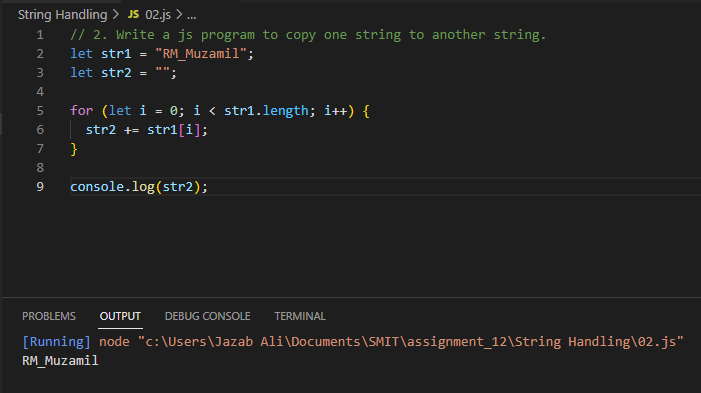 String Handling > JS 02.js > ...
1 // 2. Write a js program to copy one string to another string.
2 let str1 = "RM_Muzamil";
3 let str2 = "";
4
5 for (let i = 0; i < str1.length; i++) {
6   str2 += str1[i];
7 }
8
9 console.log(str2);
PROBLEMS OUTPUT DEBUG CONSOLE TERMINAL
[Running] node "c:\Users\Jazab Ali\Documents\SMIT\assignment_12\String Handling\02.js"
RM_Muzamil